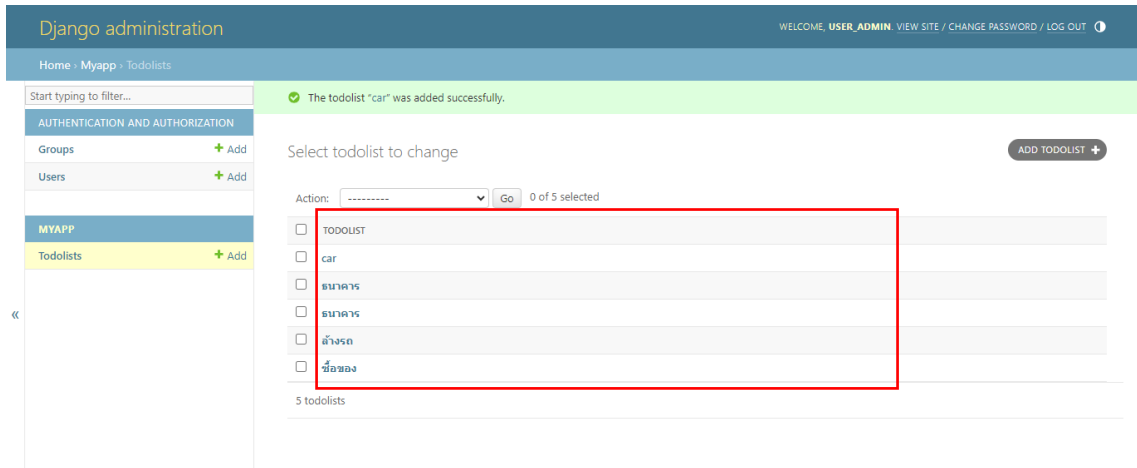 Django administration
WELCOME, USER_ADMIN. VIEW SITE / CHANGE PASSWORD / LOG OUT
Home › Myapp › Todolists
Start typing to filter...
The todolist “car” was added successfully.
AUTHENTICATION AND AUTHORIZATION
Groups + Add
Users + Add
Select todolist to change
ADD TODOLIST +
Action: --------- Go 0 of 5 selected
MYAPP
Todolists + Add
TODOLIST
car
ธนาคาร
ธนาคาร
ล้างรถ
ซื้อของ
«
5 todolists